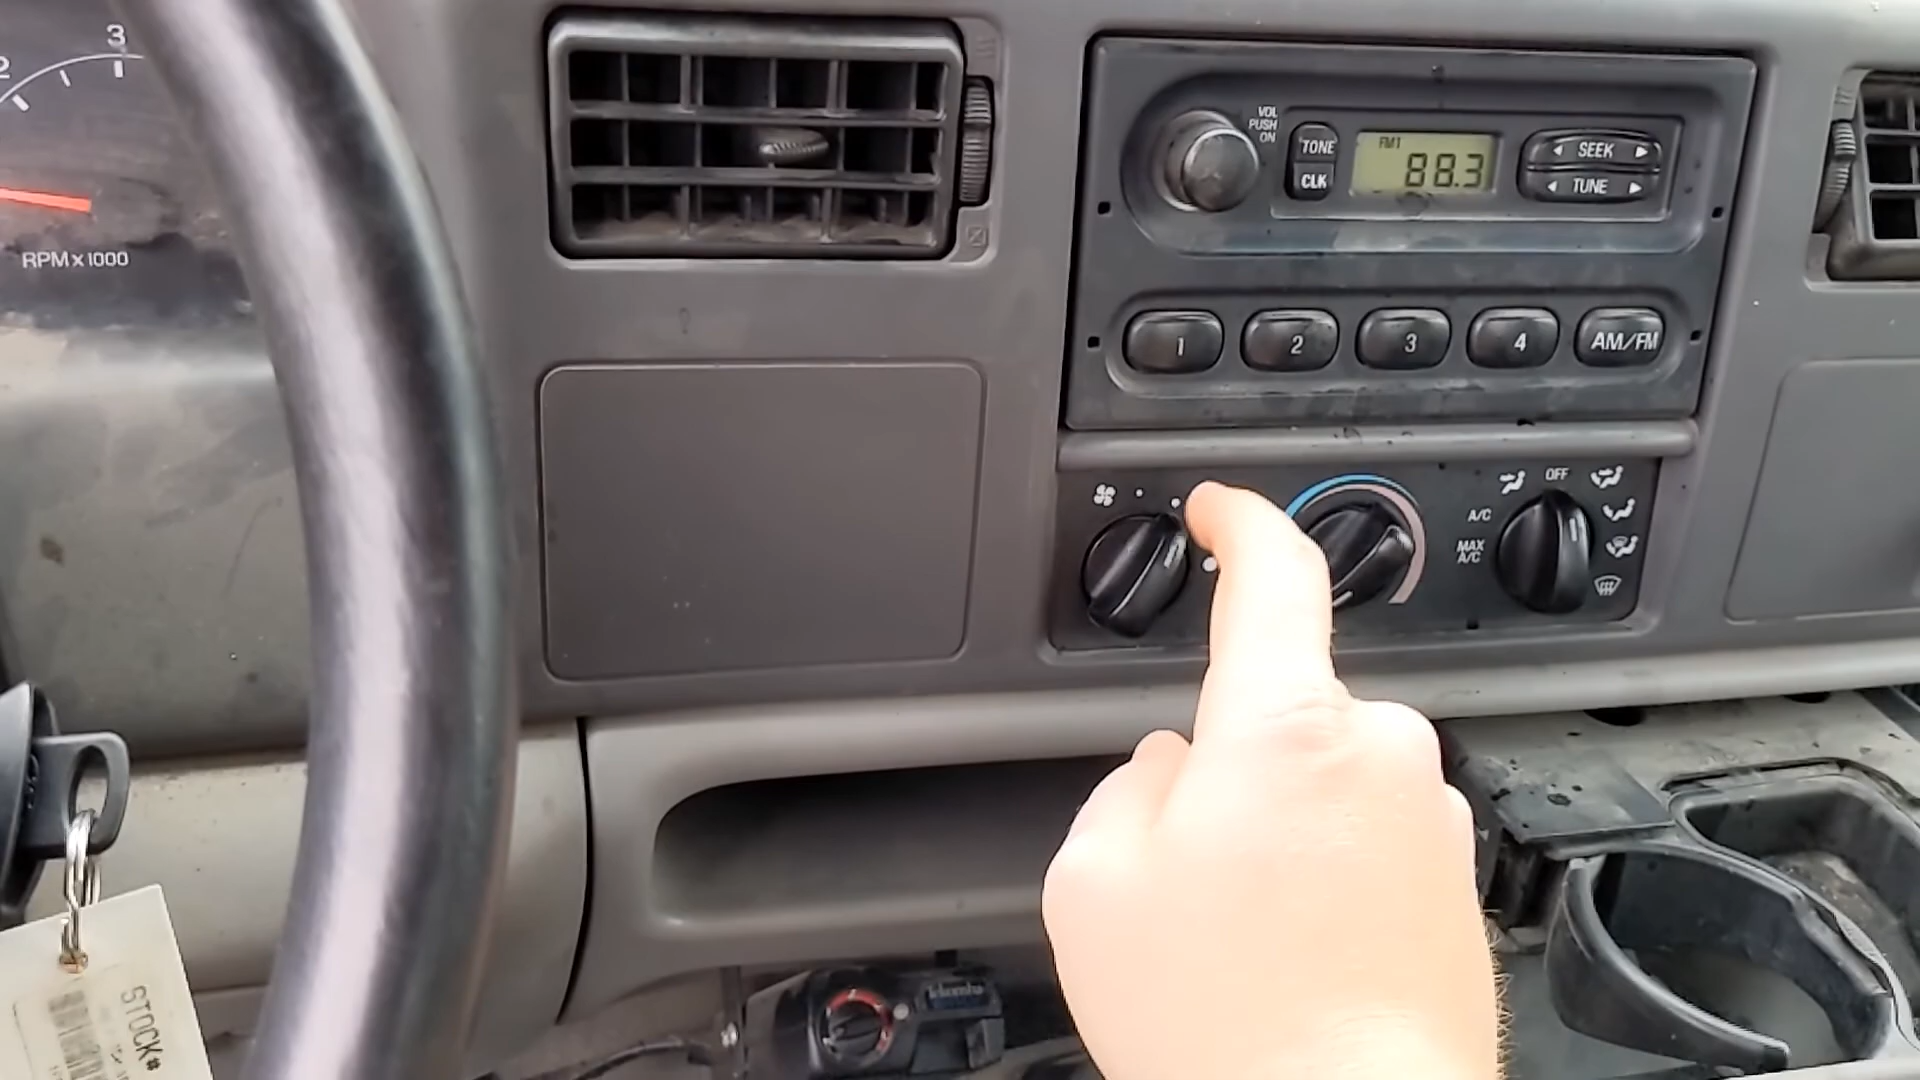 2
3
RPM x 1000
VOL
PUSH
ON
TONE
CLK
FM1
88.3
SEEK
TUNE
1
2
3
4
AM/FM
OFF
A/C
MAX
A/C
STOCK#
Tekonsha